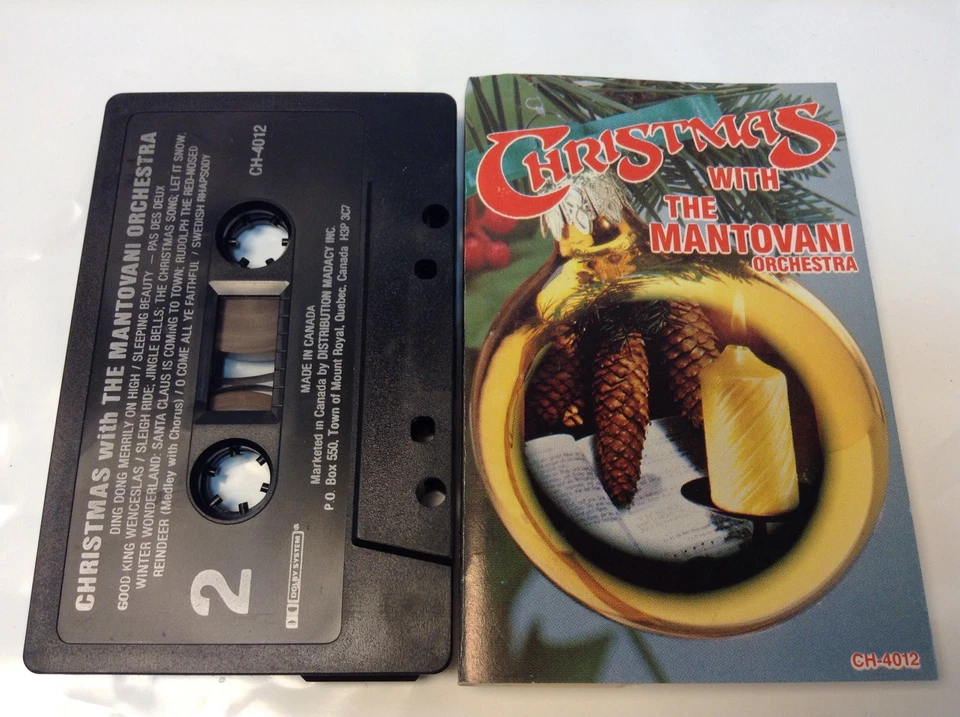 CHRISTMAS with THE MANTOVANI ORCHESTRA
DING DONG MERRILY ON HIGH / SLEEPING BEAUTY — PAS DES DEUX
GOOD KING WENCESLAS / SLEIGH RIDE; JINGLE BELLS; THE CHRISTMAS SONG; LET IT SNOW;
WINTER WONDERLAND; SANTA CLAUS IS COMING TO TOWN; RUDOLPH THE RED-NOSED
REINDEER (Medley with Chorus) / O COME ALL YE FAITHFUL / SWEDISH RHAPSODY
CH-4012
2
DOLBY SYSTEM
MADE IN CANADA
Marketed in Canada by DISTRIBUTION MADACY INC.
P.O. Box 550, Town of Mount Royal, Quebec, Canada H3P 3C7
CHRISTMAS
WITH
THE
MANTOVANI
ORCHESTRA
CH-4012